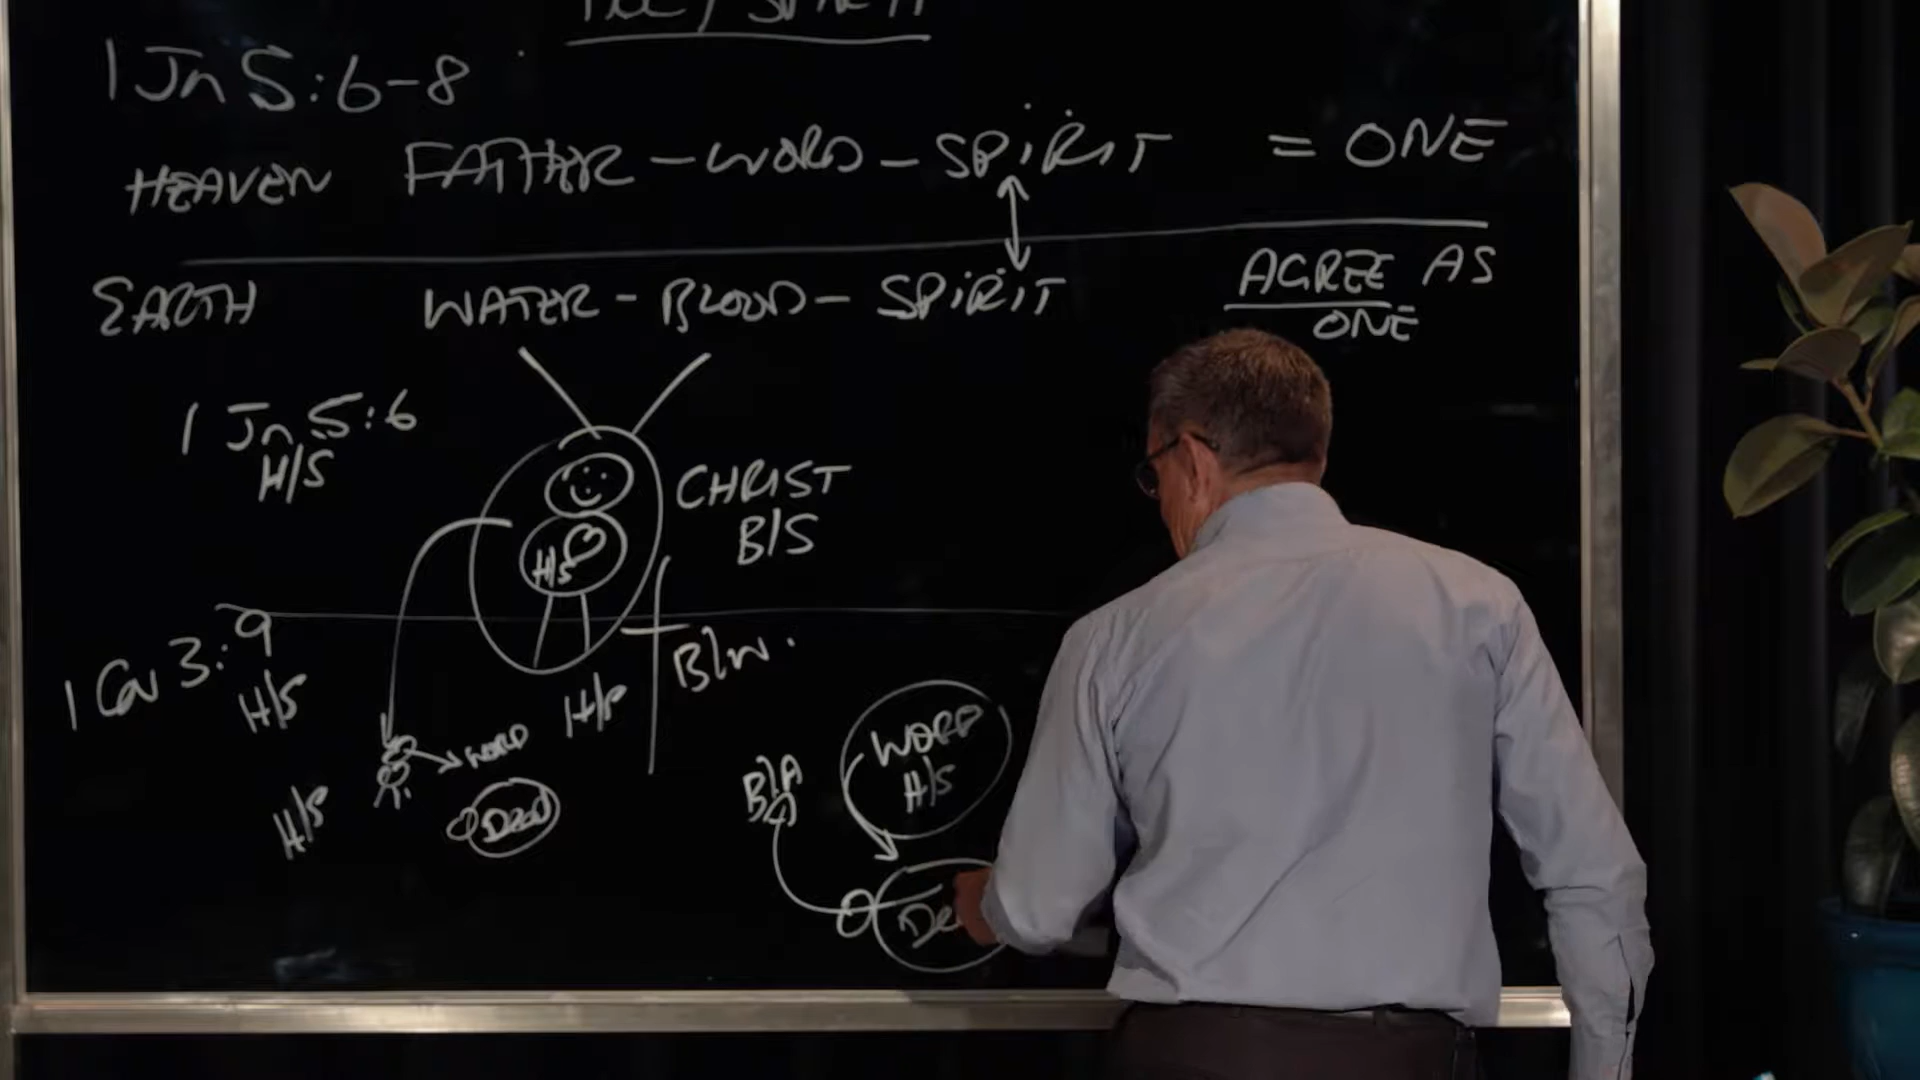 1 Jn 5:6-8
HEAVEN FATHER - WORD - SPIRIT = ONE
EARTH WATER - BLOOD - SPIRIT AGREE AS
ONE
1 Jn 5:6
H/S
CHRIST
B/S
H/S
1 Cor 3:9
H/S
B/W.
H/S
WORD
H/S
DEAD
B/A
WORD
H/S